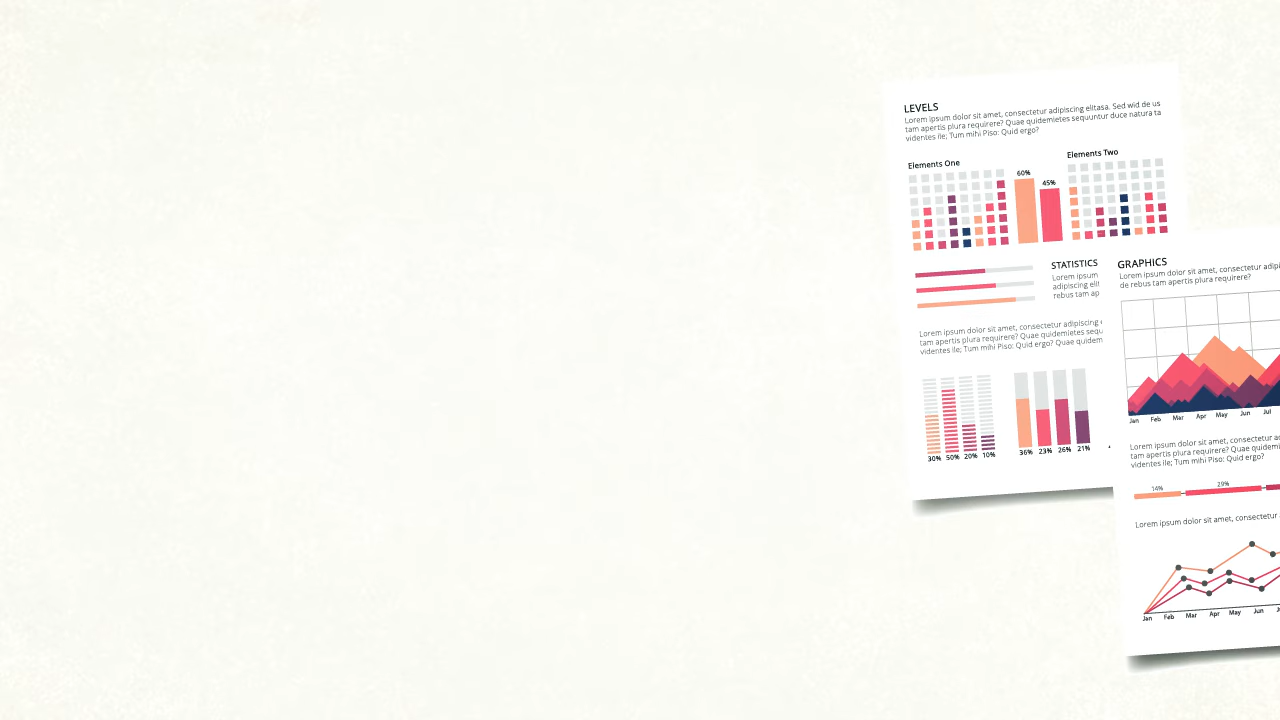 LEVELS
Lorem ipsum dolor sit amet, consectetur adipiscing elitasa. Sed wid de us
tam apertis plura requirere? Quae quidemietes sequuntur duce natura ta
videntes ile; Tum mihi Piso: Quid ergo?
Elements One
60%
45%
Elements Two
STATISTICS
Lorem ipsum
adipiscing elit
rebus tam ap
Lorem ipsum dolor sit amet, consectetur adipiscing
tam apertis plura requirere? Quae quidemietes sequ
videntes ile; Tum mihi Piso: Quid ergo? Quae quidem
30% 50% 20% 10%
36% 23% 26% 21%
GRAPHICS
Lorem ipsum dolor sit amet, consectetur adipi
de rebus tam apertis plura requirere?
Jan Feb Mar Apr May Jun Jul
Lorem ipsum dolor sit amet, consectetur a
tam apertis plura requirere? Quae quidemi
videntes ile; Tum mihi Piso: Quid ergo?
14% 29%
Lorem ipsum dolor sit amet, consectetur
Jan Feb Mar Apr May Jun